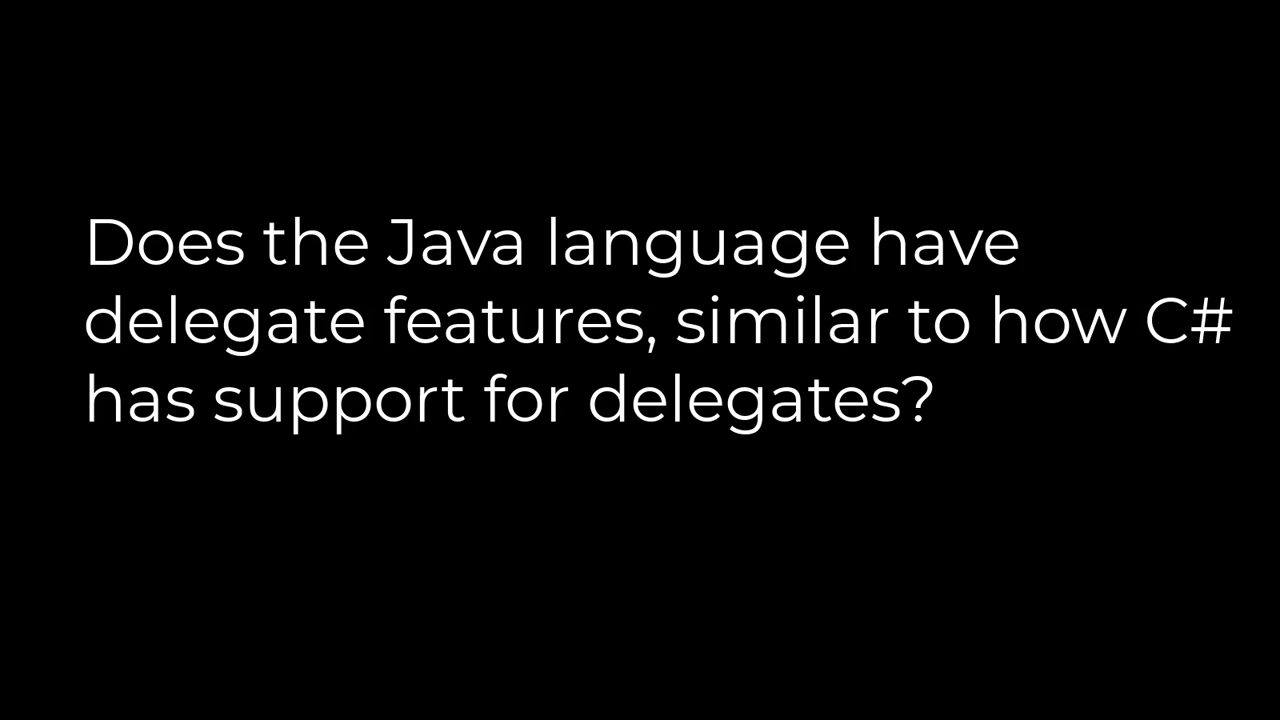 Does the Java language have
delegate features, similar to how C#
has support for delegates?